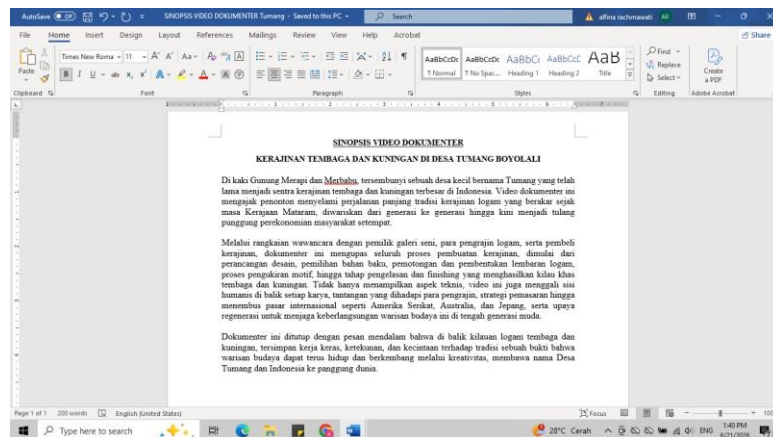 AutoSave Off SINOPSIS VIDEO DOKUMENTER Tumang - Saved to this PC Search alfina rachmawati AR
File Home Insert Design Layout References Mailings Review View Help Acrobat Share
Times New Roma 11
Paste
Clipboard Font Paragraph Styles Editing Adobe Acrobat
AaBbCcDc AaBbCcDc AaBbCc AaBbCcC AaB
¶ Normal ¶ No Spac... Heading 1 Heading 2 Title
Find
Replace
Select
Create
a PDF
SINOPSIS VIDEO DOKUMENTER
KERAJINAN TEMBAGA DAN KUNINGAN DI DESA TUMANG BOYOLALI
Di kaki Gunung Merapi dan Merbabu, tersembunyi sebuah desa kecil bernama Tumang yang telah
lama menjadi sentra kerajinan tembaga dan kuningan terbesar di Indonesia. Video dokumenter ini
mengajak penonton menyelami perjalanan panjang tradisi kerajinan logam yang berakar sejak
masa Kerajaan Mataram, diwariskan dari generasi ke generasi hingga kini menjadi tulang
punggung perekonomian masyarakat setempat.
Melalui rangkaian wawancara dengan pemilik galeri seni, para pengrajin logam, serta pembeli
kerajinan, dokumenter ini mengupas seluruh proses pembuatan kerajinan, dimulai dari
perancangan desain, pemilihan bahan baku, pemotongan dan pembentukan lembaran logam,
proses pengukiran motif, hingga tahap pengelasan dan finishing yang menghasilkan kilau khas
tembaga dan kuningan. Tidak hanya menampilkan aspek teknis, video ini juga menggali sisi
humanis di balik setiap karya, tantangan yang dihadapi para pengrajin, strategi pemasaran hingga
menembus pasar internasional seperti Amerika Serikat, Australia, dan Jepang, serta upaya
regenerasi untuk menjaga keberlangsungan warisan budaya ini di tengah generasi muda.
Dokumenter ini ditutup dengan pesan mendalam bahwa di balik kilauan logam tembaga dan
kuningan, tersimpan kerja keras, ketekunan, dan kecintaan terhadap tradisi sebuah bukti bahwa
warisan budaya dapat terus hidup dan berkembang melalui kreativitas, membawa nama Desa
Tumang dan Indonesia ke panggung dunia.
Page 1 of 1 200 words English (United States) Focus
Type here to search 28°C Cerah ENG 1:40 PM
6/21/2026